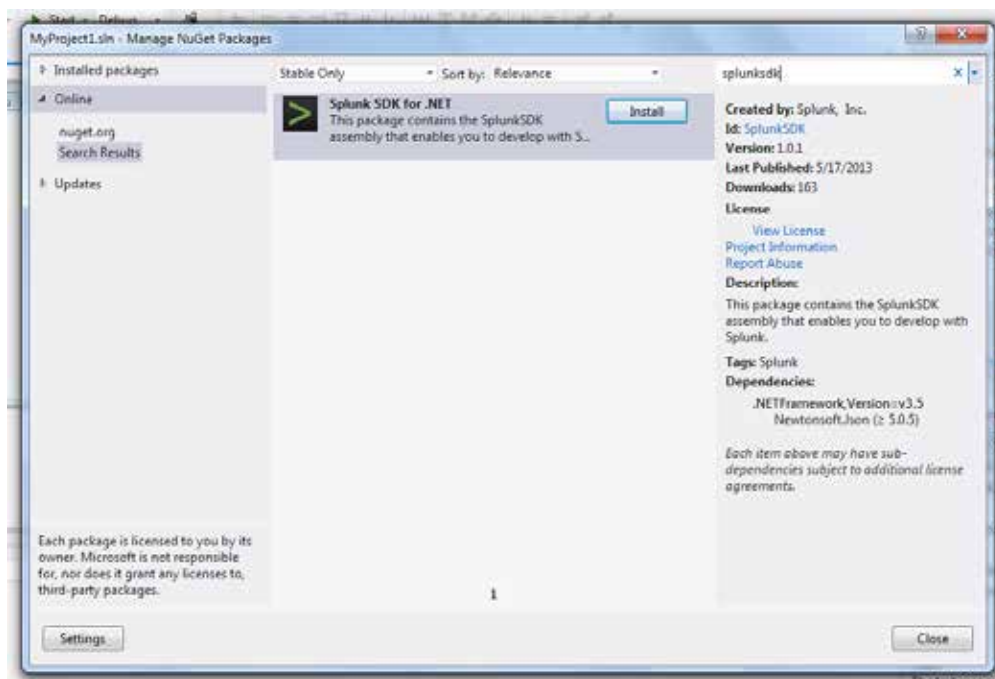 Start
Debug
MyProject1.sln - Manage NuGet Packages
Installed packages
Online
nuget.org
Search Results
Updates
Each package is licensed to you by its
owner. Microsoft is not responsible
for, nor does it grant any licenses to,
third-party packages.
Settings
Stable Only
Sort by: Relevance
Splunk SDK for .NET
This package contains the SplunkSDK
assembly that enables you to develop with S...
Install
1
splunksdk
Created by: Splunk, Inc.
Id: SplunkSDK
Version: 1.0.1
Last Published: 5/17/2013
Downloads: 163
License
View License
Project Information
Report Abuse
Description:
This package contains the SplunkSDK
assembly that enables you to develop with
Splunk.
Tags: Splunk
Dependencies:
.NETFramework,Version=v3.5
Newtonsoft.Json (≥ 5.0.5)
Each item above may have sub-
dependencies subject to additional license
agreements.
Close